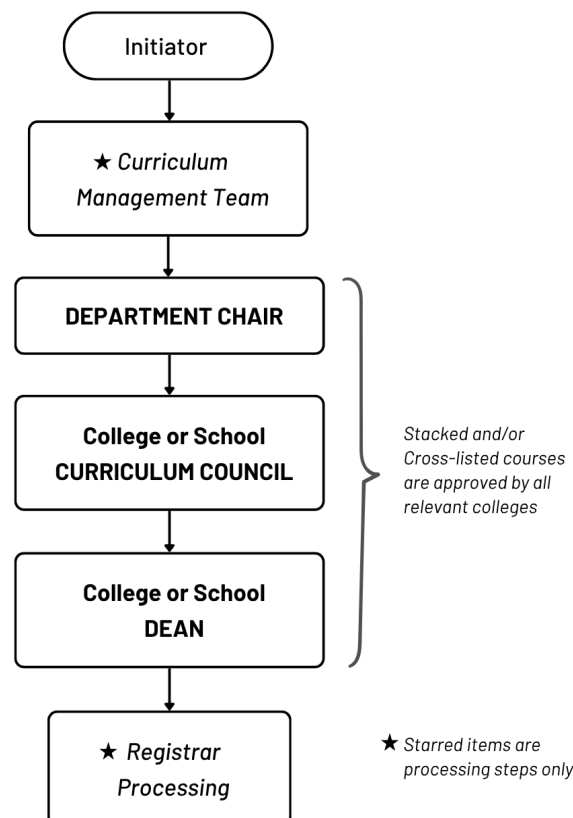 Initiator
★ Curriculum
Management Team
DEPARTMENT CHAIR
College or School
CURRICULUM COUNCIL
Stacked and/or
Cross-listed courses
are approved by all
relevant colleges
College or School
DEAN
★ Registrar
Processing
★ Starred items are
processing steps only